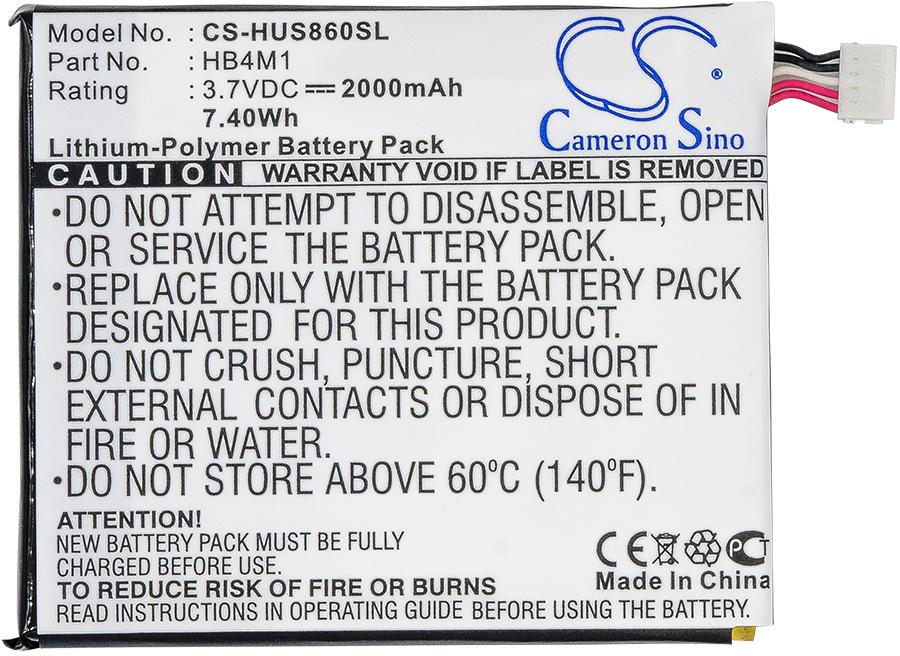 Model No. : CS-HUS860SL
Part No. : HB4M1
Rating : 3.7VDC ⎓ 2000mAh
7.40Wh
Lithium-Polymer Battery Pack
CS
®
Cameron Sino
CAUTION WARRANTY VOID IF LABEL IS REMOVED
•DO NOT ATTEMPT TO DISASSEMBLE, OPEN
OR SERVICE THE BATTERY PACK.
•REPLACE ONLY WITH THE BATTERY PACK
DESIGNATED FOR THIS PRODUCT.
•DO NOT CRUSH, PUNCTURE, SHORT
EXTERNAL CONTACTS OR DISPOSE OF IN
FIRE OR WATER.
•DO NOT STORE ABOVE 60°C (140°F).
ATTENTION!
NEW BATTERY PACK MUST BE FULLY
CHARGED BEFORE USE.
TO REDUCE RISK OF FIRE OR BURNS
READ INSTRUCTIONS IN OPERATING GUIDE BEFORE USING BATTERY
CE PCT
Made In China